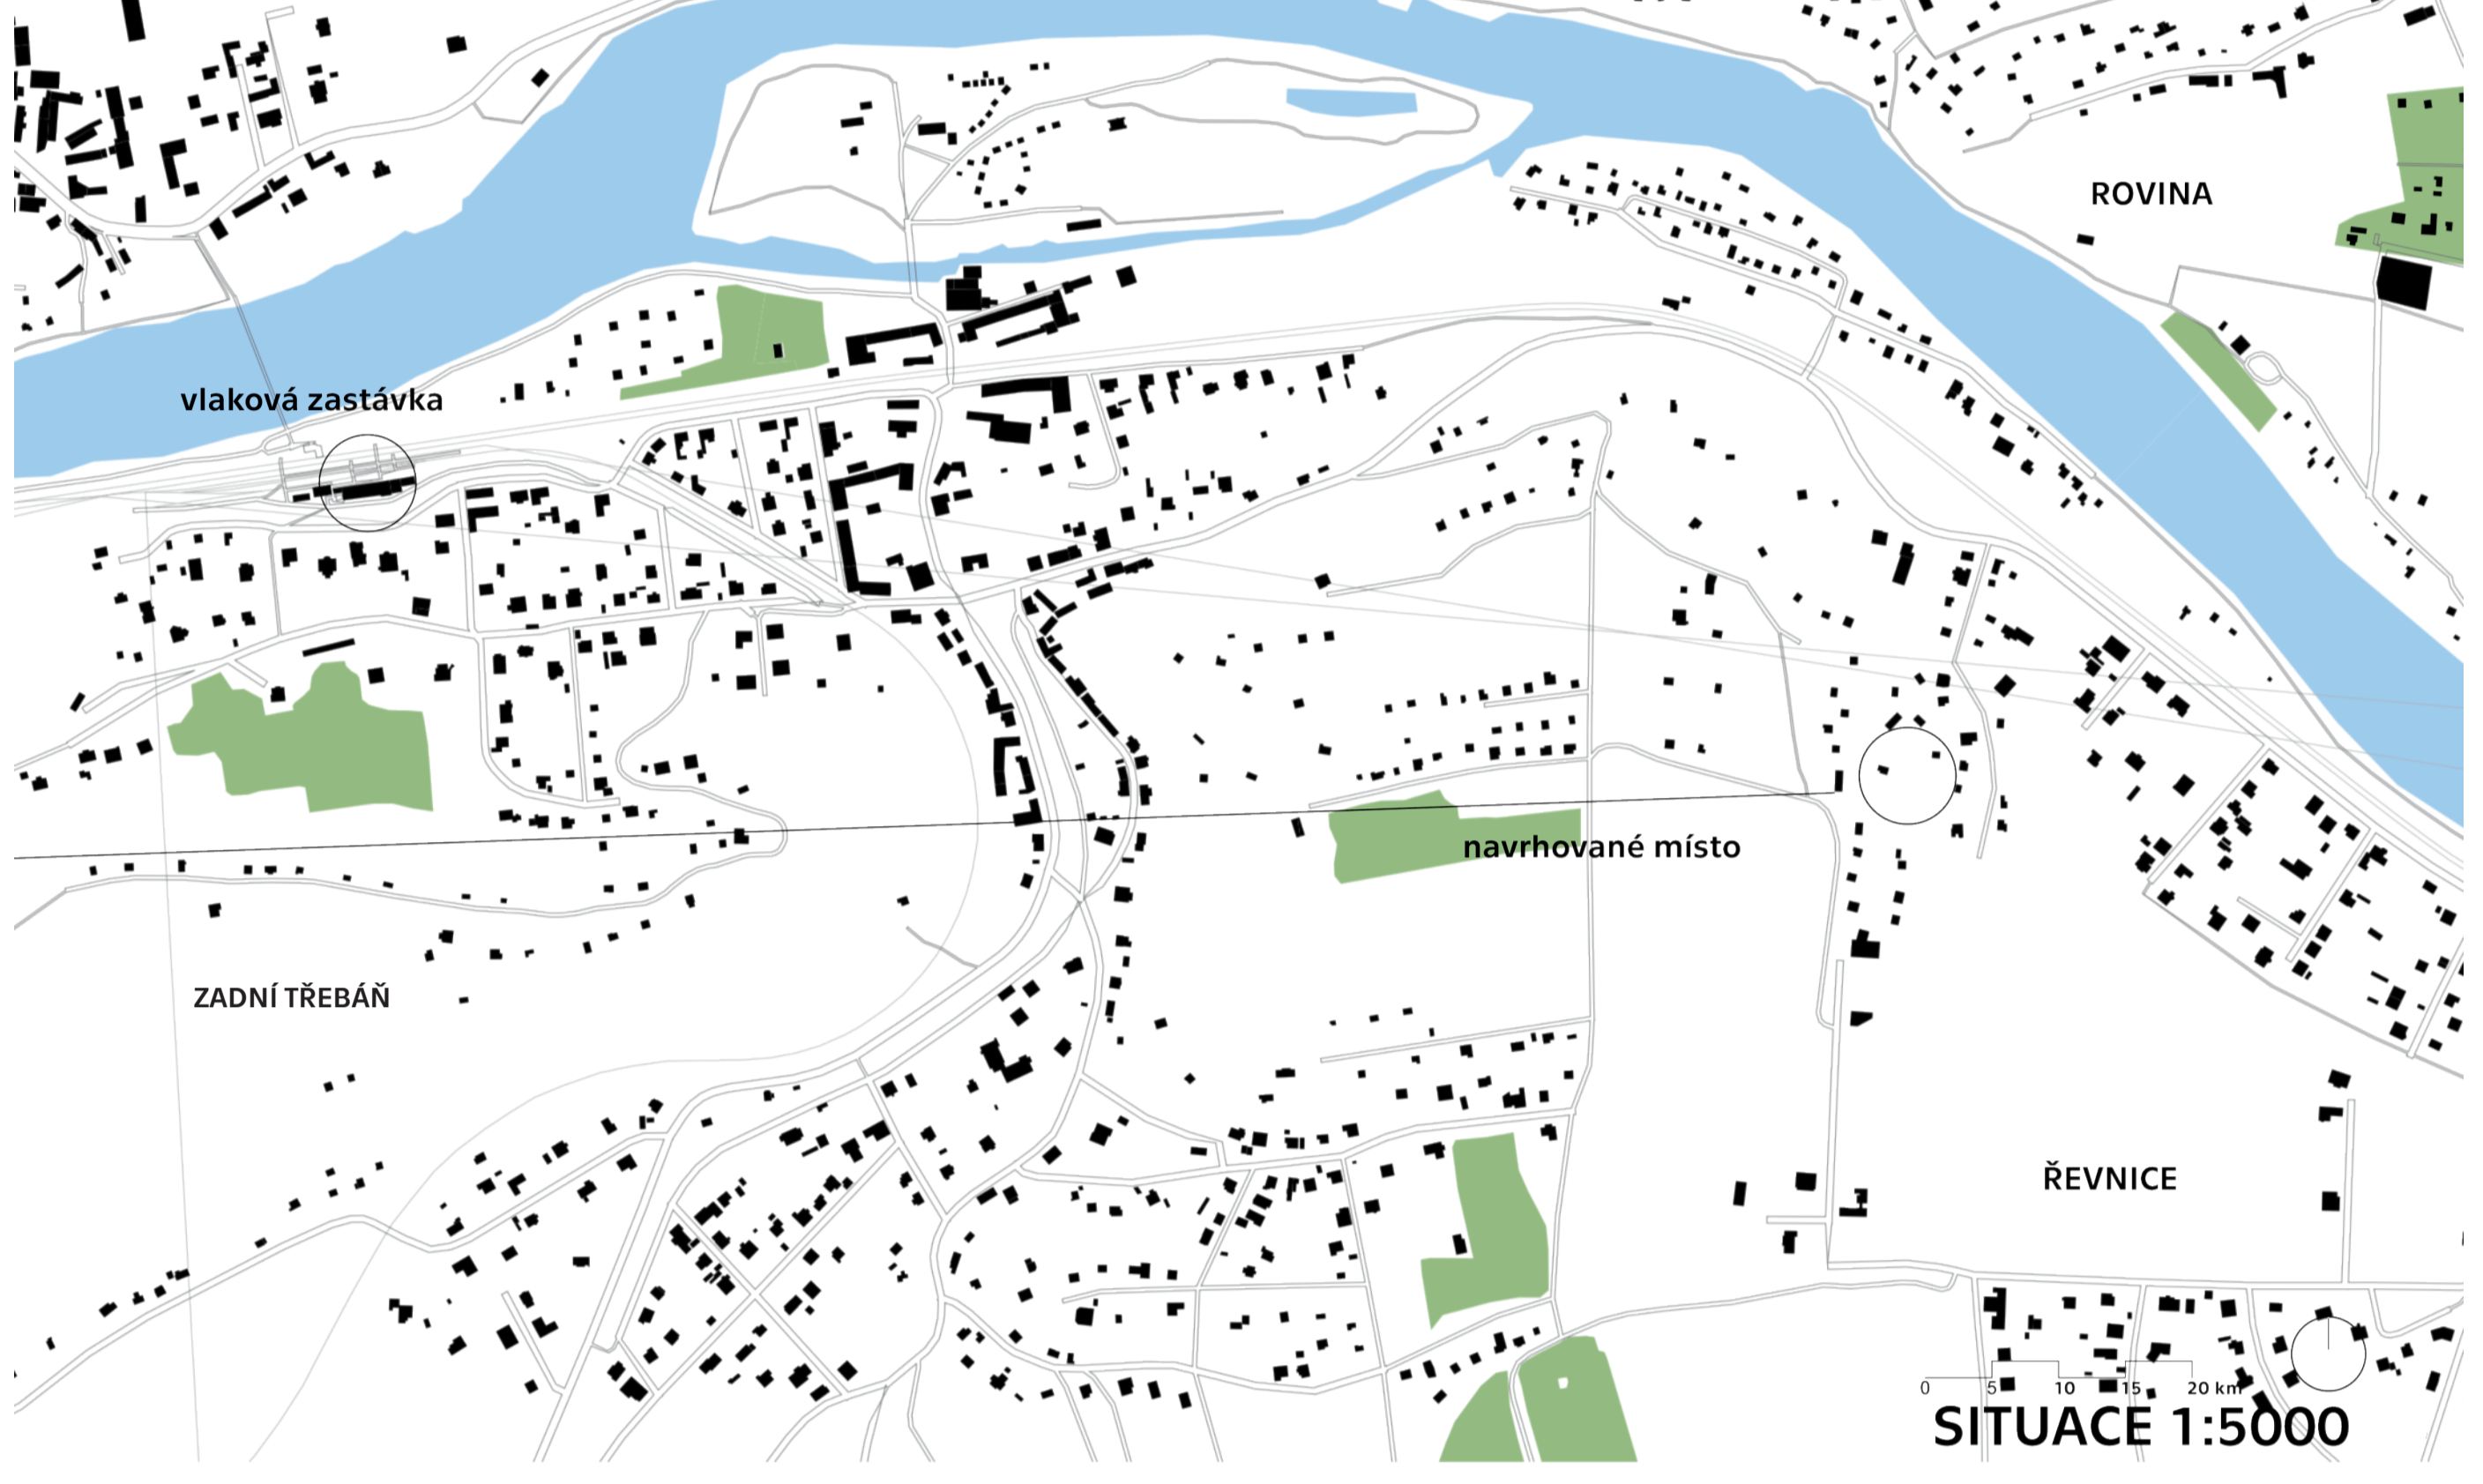 ROVINA
vlaková zastávka
navrhované místo
ZADNÍ TŘEBÁŇ
ŘEVNICE
0 5 10 15 20 km
SITUACE 1:5000